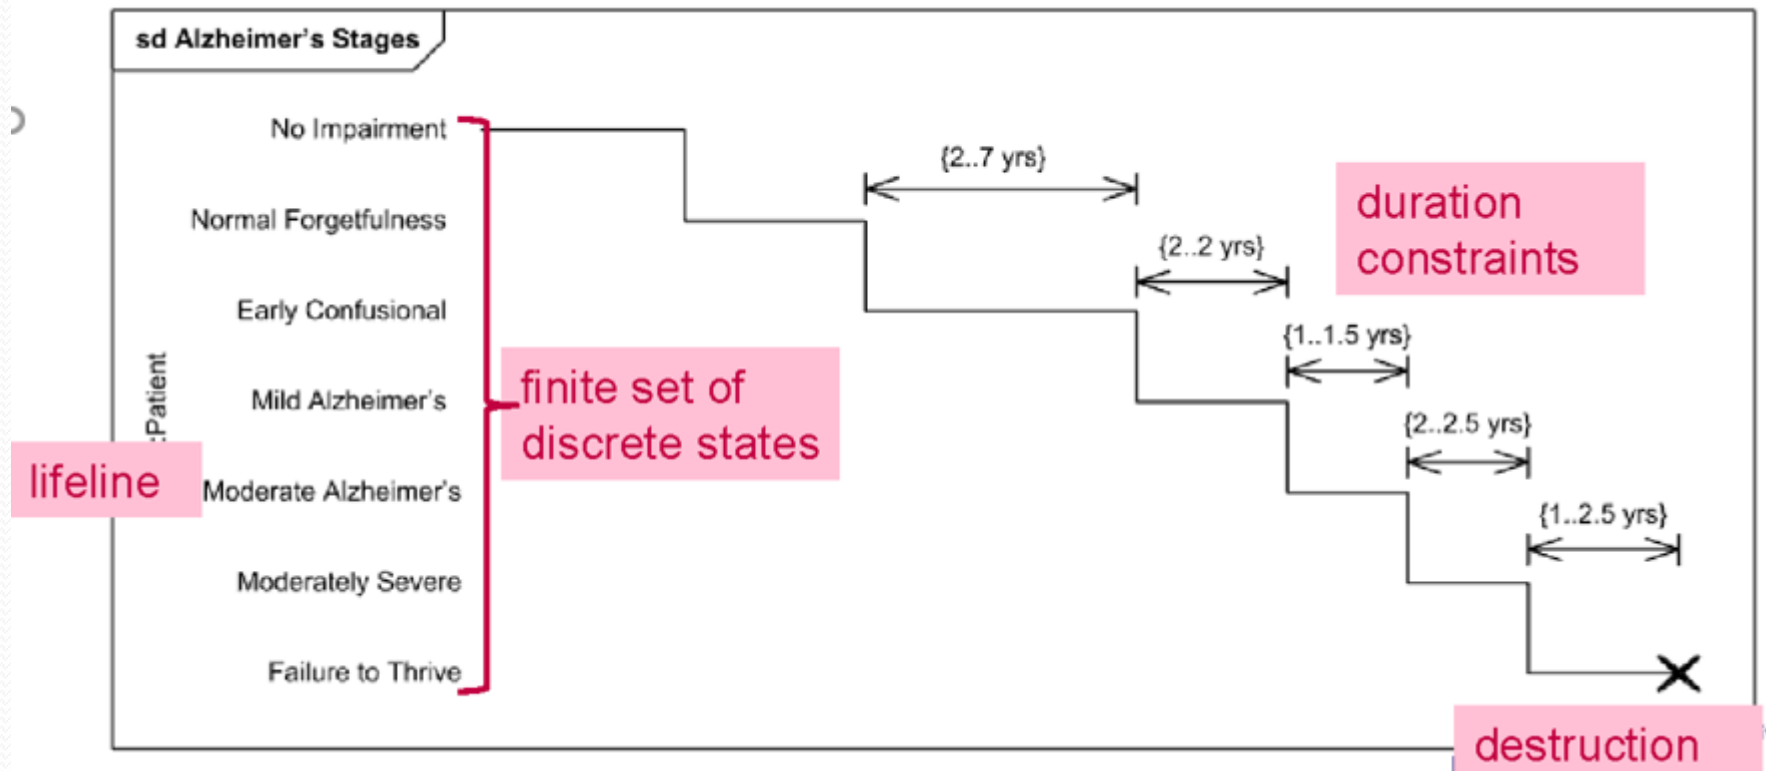 sd Alzheimer's Stages
No Impairment
{2..7 yrs}
duration
constraints
Normal Forgetfulness
{2..2 yrs}
Early Confusional
{1..1.5 yrs}
:Patient
finite set of
discrete states
Mild Alzheimer's
{2..2.5 yrs}
lifeline
Moderate Alzheimer's
{1..2.5 yrs}
Moderately Severe
Failure to Thrive
destruction